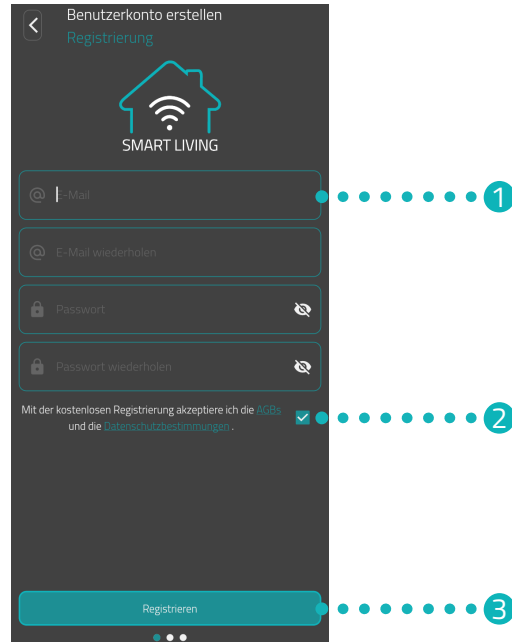 Benutzerkonto erstellen
Registrierung
SMART LIVING
E-Mail
1
E-Mail wiederholen
Passwort
Passwort wiederholen
Mit der kostenlosen Registrierung akzeptiere ich die AGBs
und die Datenschutzbestimmungen .
2
Registrieren
3